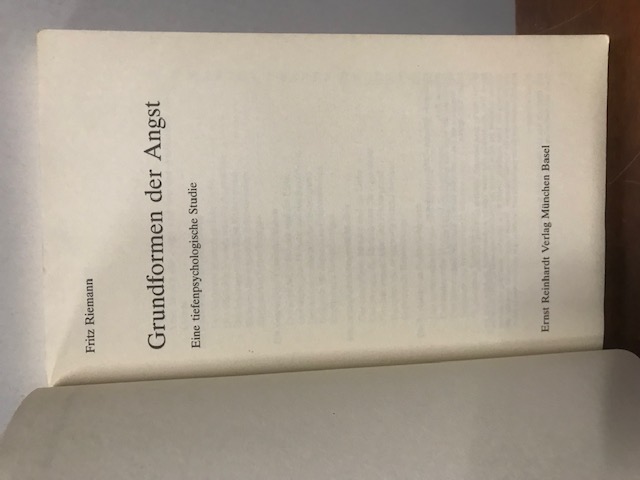 Fritz Riemann
Grundformen der Angst
Eine tiefenpsychologische Studie
Ernst Reinhardt Verlag München Basel